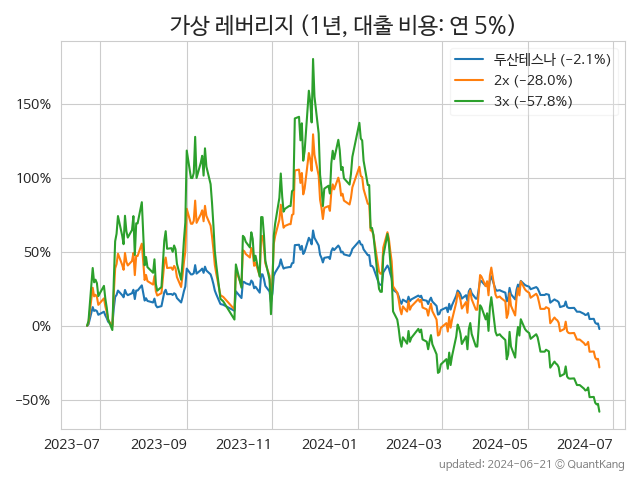 가상 레버리지 (1년, 대출 비용: 연 5%)
두산테스나 (−2.1%)
2x (−28.0%)
3x (−57.8%)
150%
100%
50%
0%
−50%
2023-07 2023-09 2023-11 2024-01 2024-03 2024-05 2024-07
updated: 2024-06-21 © QuantKang